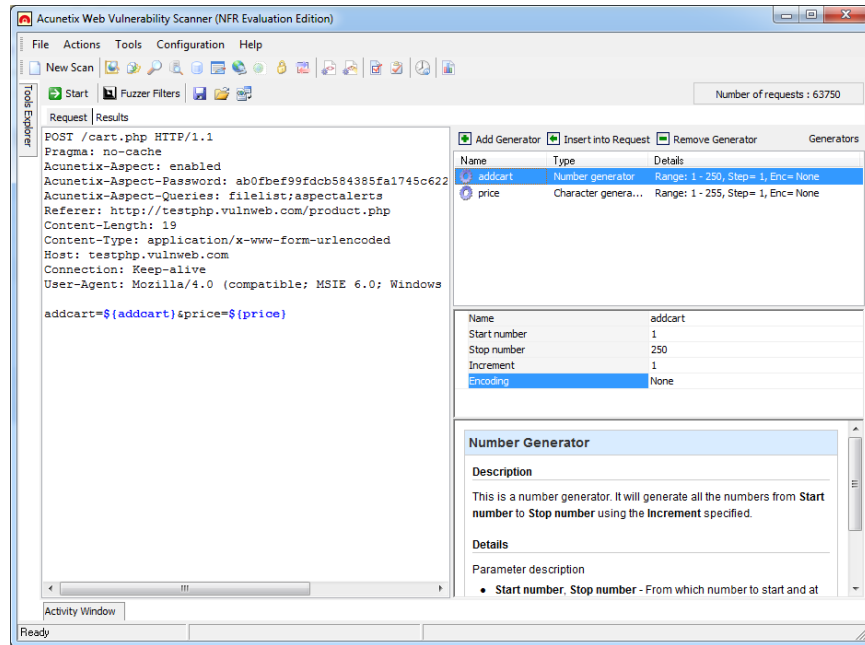 Acunetix Web Vulnerability Scanner (NFR Evaluation Edition)
File Actions Tools Configuration Help
New Scan
Tools Explorer
Start Fuzzer Filters
Number of requests : 63750
Request Results
POST /cart.php HTTP/1.1
Pragma: no-cache
Acunetix-Aspect: enabled
Acunetix-Aspect-Password: ab0fbef99fdcb584385fa1745c622
Acunetix-Aspect-Queries: filelist;aspectalerts
Referer: http://testphp.vulnweb.com/product.php
Content-Length: 19
Content-Type: application/x-www-form-urlencoded
Host: testphp.vulnweb.com
Connection: Keep-alive
User-Agent: Mozilla/4.0 (compatible; MSIE 6.0; Windows
addcart=${addcart}&price=${price}
Add Generator Insert into Request Remove Generator Generators
Name Type Details
addcart Number generator Range: 1 - 250, Step= 1, Enc= None
price Character genera... Range: 1 - 255, Step= 1, Enc= None
Name addcart
Start number 1
Stop number 250
Increment 1
Encoding None
Number Generator
Description
This is a number generator. It will generate all the numbers from Start
number to Stop number using the Increment specified.
Details
Parameter description
• Start number, Stop number - From which number to start and at
Activity Window
Ready